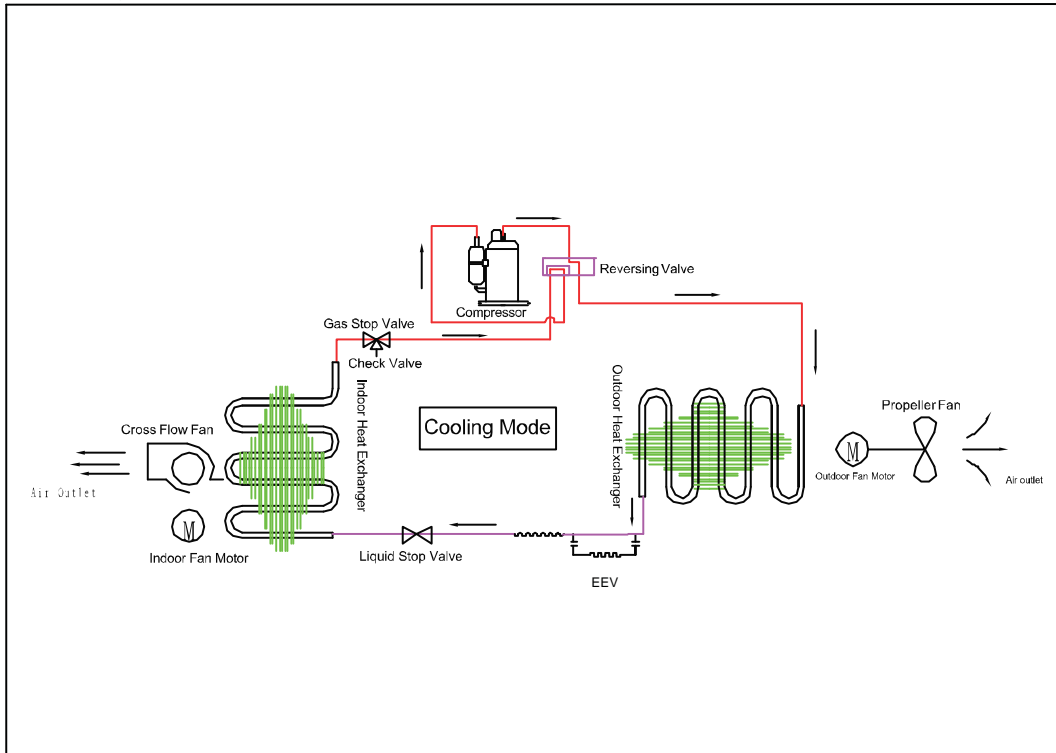 Reversing Valve
Compressor
Gas Stop Valve
Check Valve
Indoor Heat Exchanger
Outdoor Heat Exchanger
Cooling Mode
Propeller Fan
Cross Flow Fan
Air Outlet
M
Outdoor Fan Motor
Air outlet
M
Indoor Fan Motor
Liquid Stop Valve
EEV